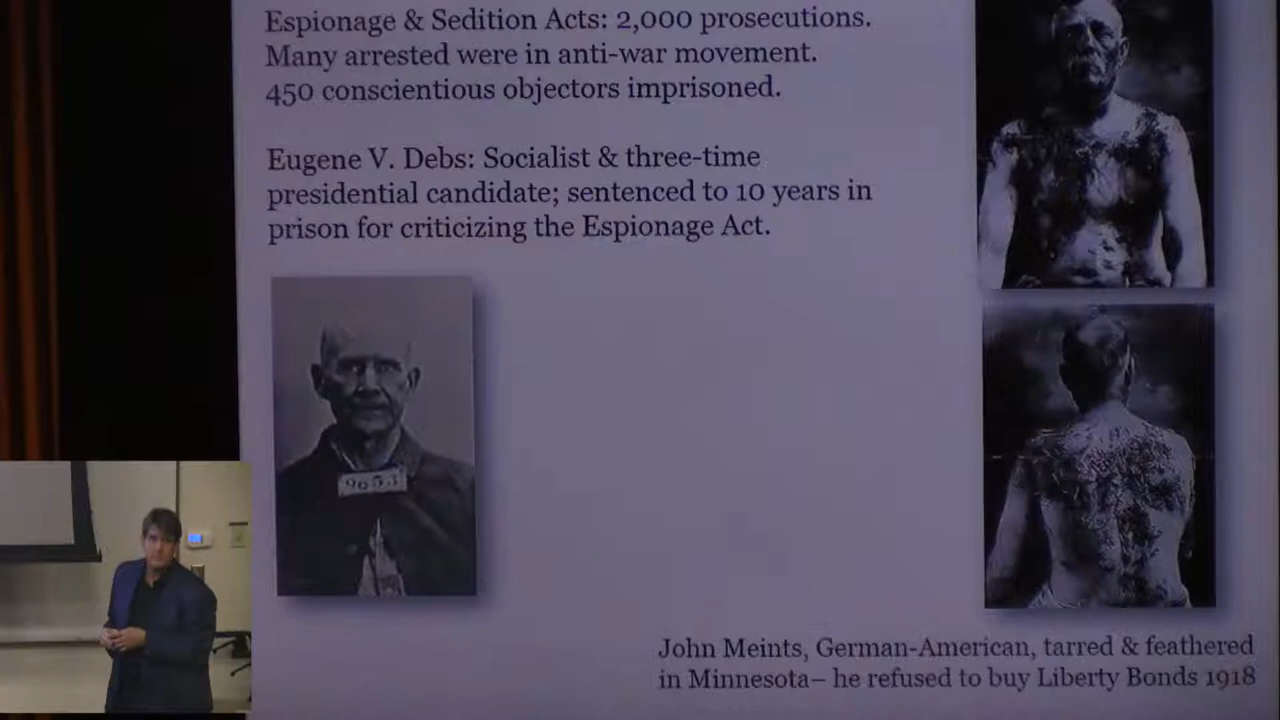 Espionage & Sedition Acts: 2,000 prosecutions.
Many arrested were in anti-war movement.
450 conscientious objectors imprisoned.
Eugene V. Debs: Socialist & three-time
presidential candidate; sentenced to 10 years in
prison for criticizing the Espionage Act.
9653
John Meints, German-American, tarred & feathered
in Minnesota– he refused to buy Liberty Bonds 1918